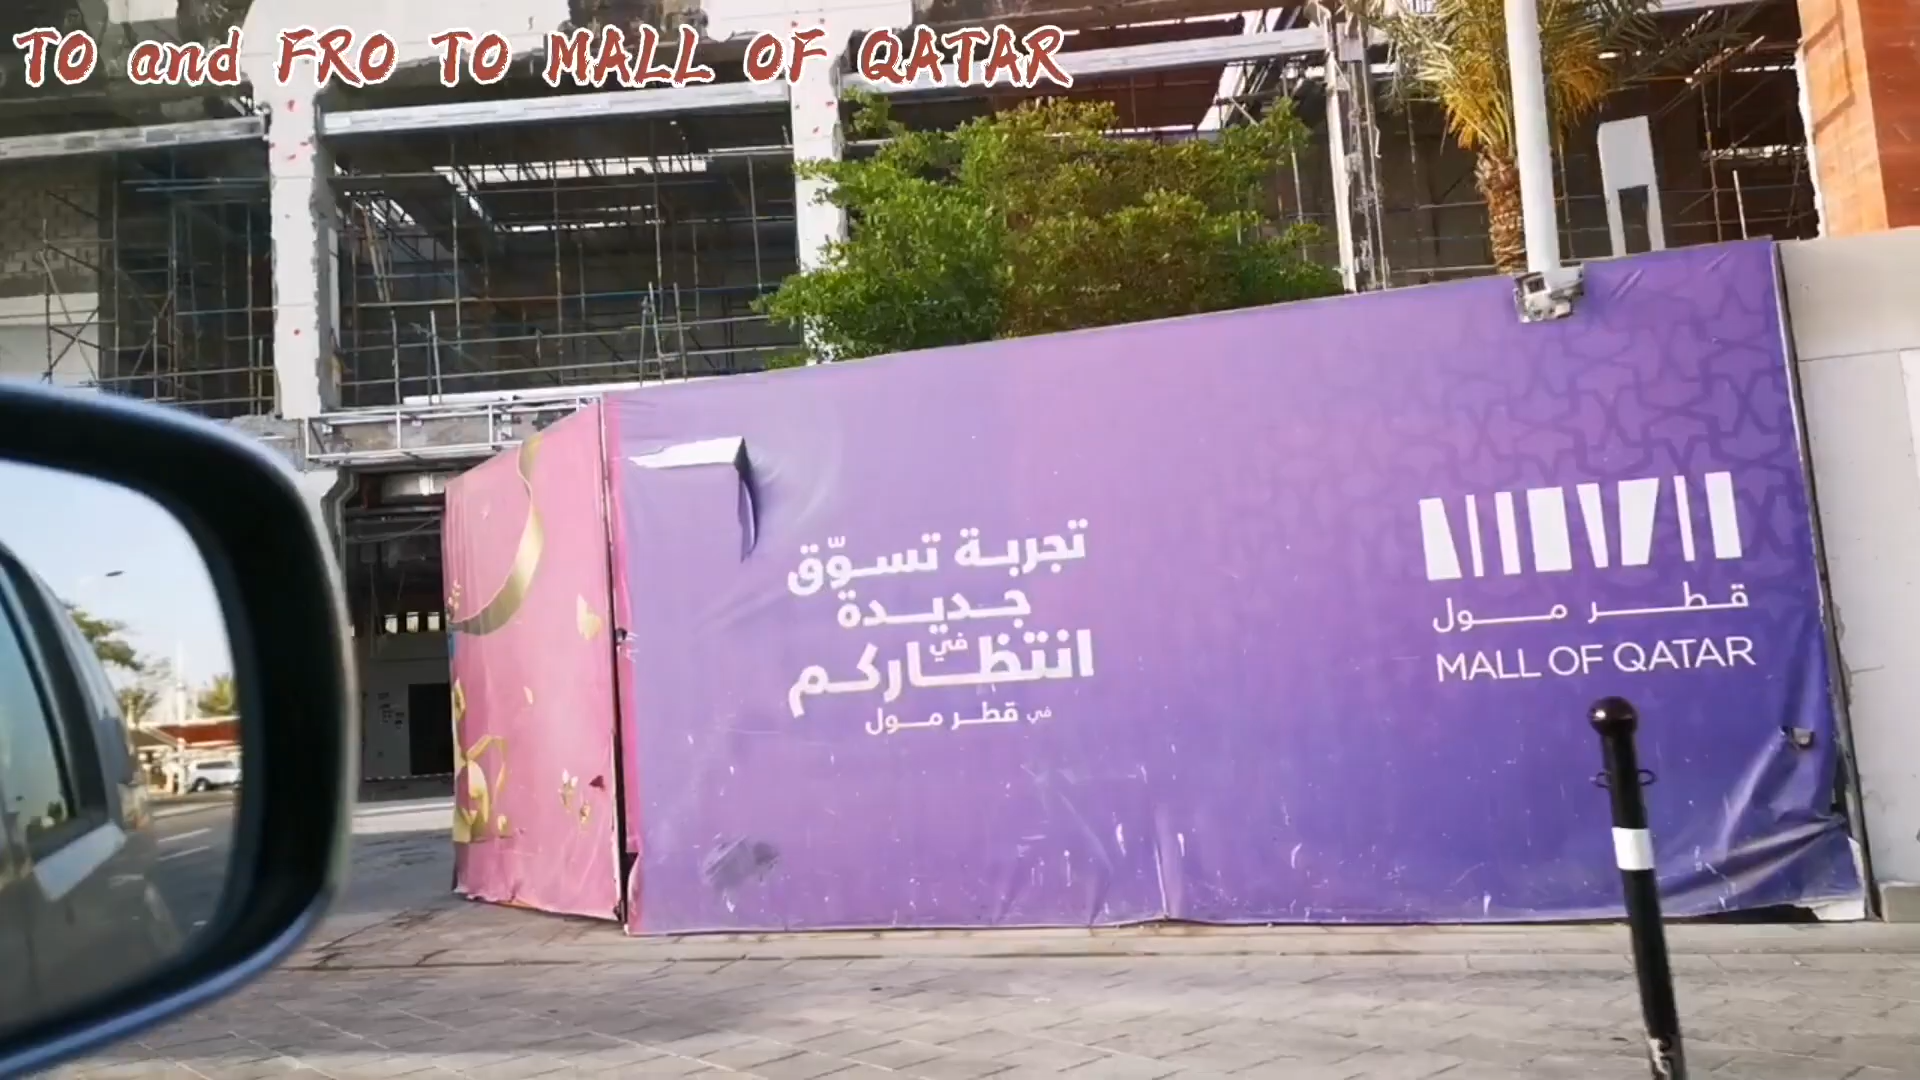 TO and FRO TO MALL OF QATAR
تجربة تسوّق
جديدة
في انتظاركم
في قطر مول
قطر مول
MALL OF QATAR